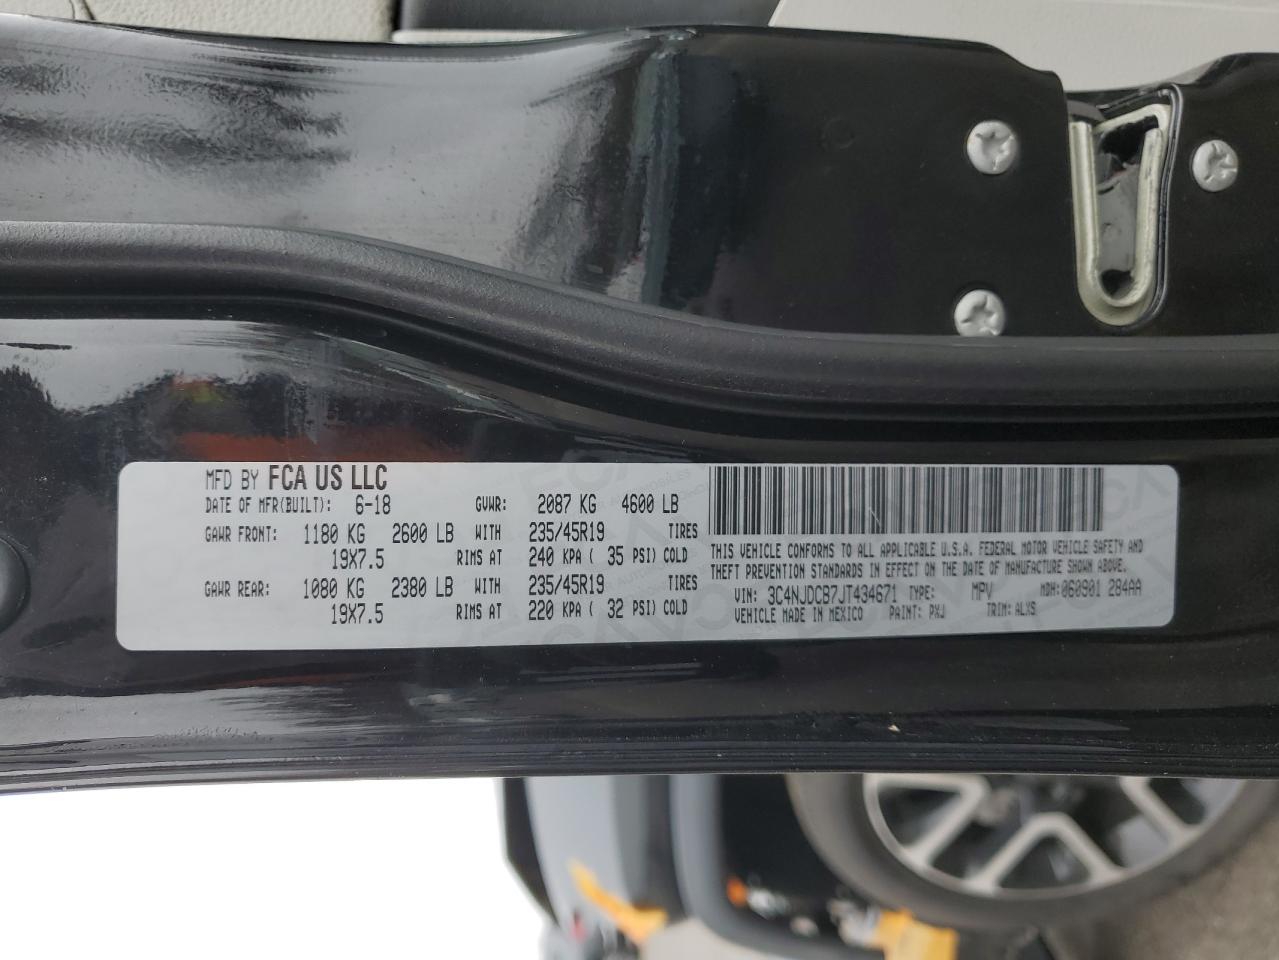 MFD BY FCA US LLC
DATE OF MFR(BUILT): 6-18 GVWR: 2087 KG 4600 LB
GAWR FRONT: 1180 KG 2600 LB WITH 235/45R19 TIRES
19X7.5 RIMS AT 240 KPA ( 35 PSI) COLD
GAWR REAR: 1080 KG 2380 LB WITH 235/45R19 TIRES
19X7.5 RIMS AT 220 KPA ( 32 PSI) COLD
THIS VEHICLE CONFORMS TO ALL APPLICABLE U.S.A. FEDERAL MOTOR VEHICLE SAFETY AND
THEFT PREVENTION STANDARDS IN EFFECT ON THE DATE OF MANUFACTURE SHOWN ABOVE.
VIN: 3C4NJDCB7JT434671 TYPE: MPV MDH: 060901 284AA
VEHICLE MADE IN MEXICO PAINT: PXJ TRIM: ALXS